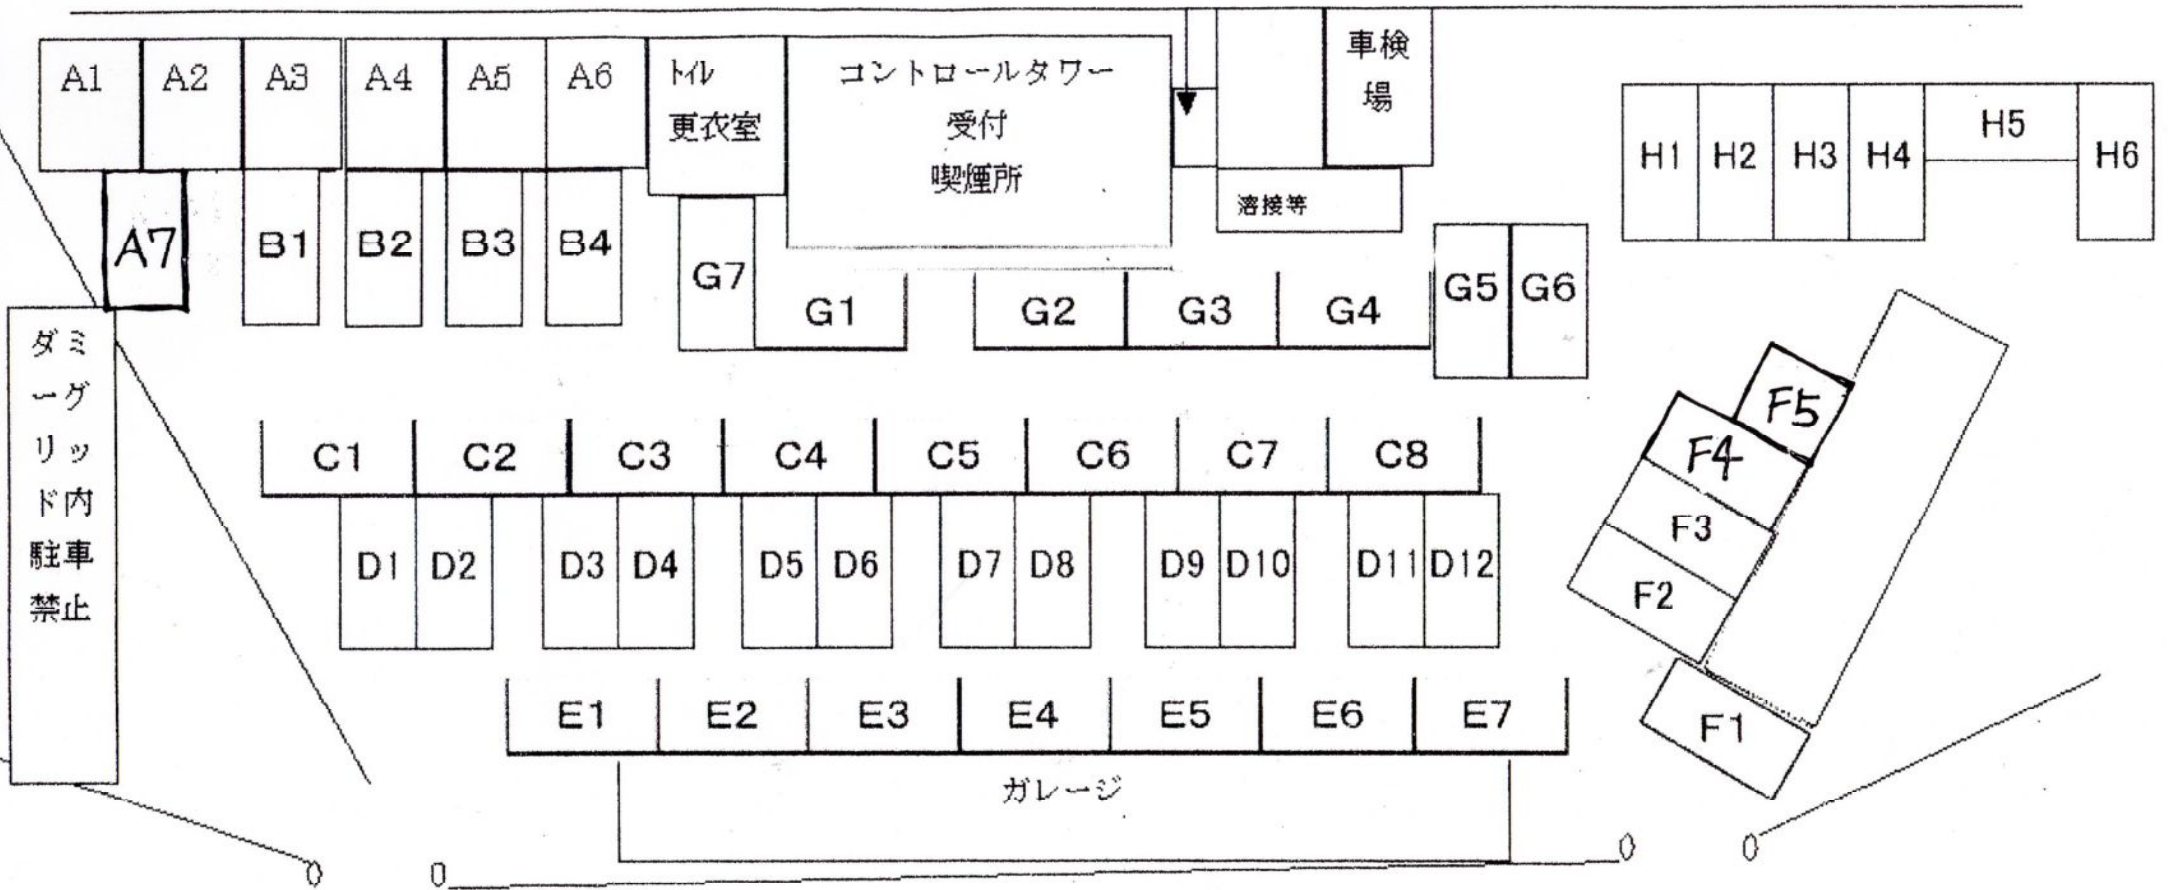 A1 A2 A3 A4 A5 A6
トイレ
更衣室
コントロールタワー
受付
喫煙所
車検
場
溶接等
H1 H2 H3 H4 H5 H6
A7 B1 B2 B3 B4
G7 G1 G2 G3 G4 G5 G6
ダミ
ーグ
リッ
ド内
駐車
禁止
C1 C2 C3 C4 C5 C6 C7 C8
D1 D2 D3 D4 D5 D6 D7 D8 D9 D10 D11 D12
E1 E2 E3 E4 E5 E6 E7
F5
F4
F3
F2
F1
ガレージ
0 0 0 0